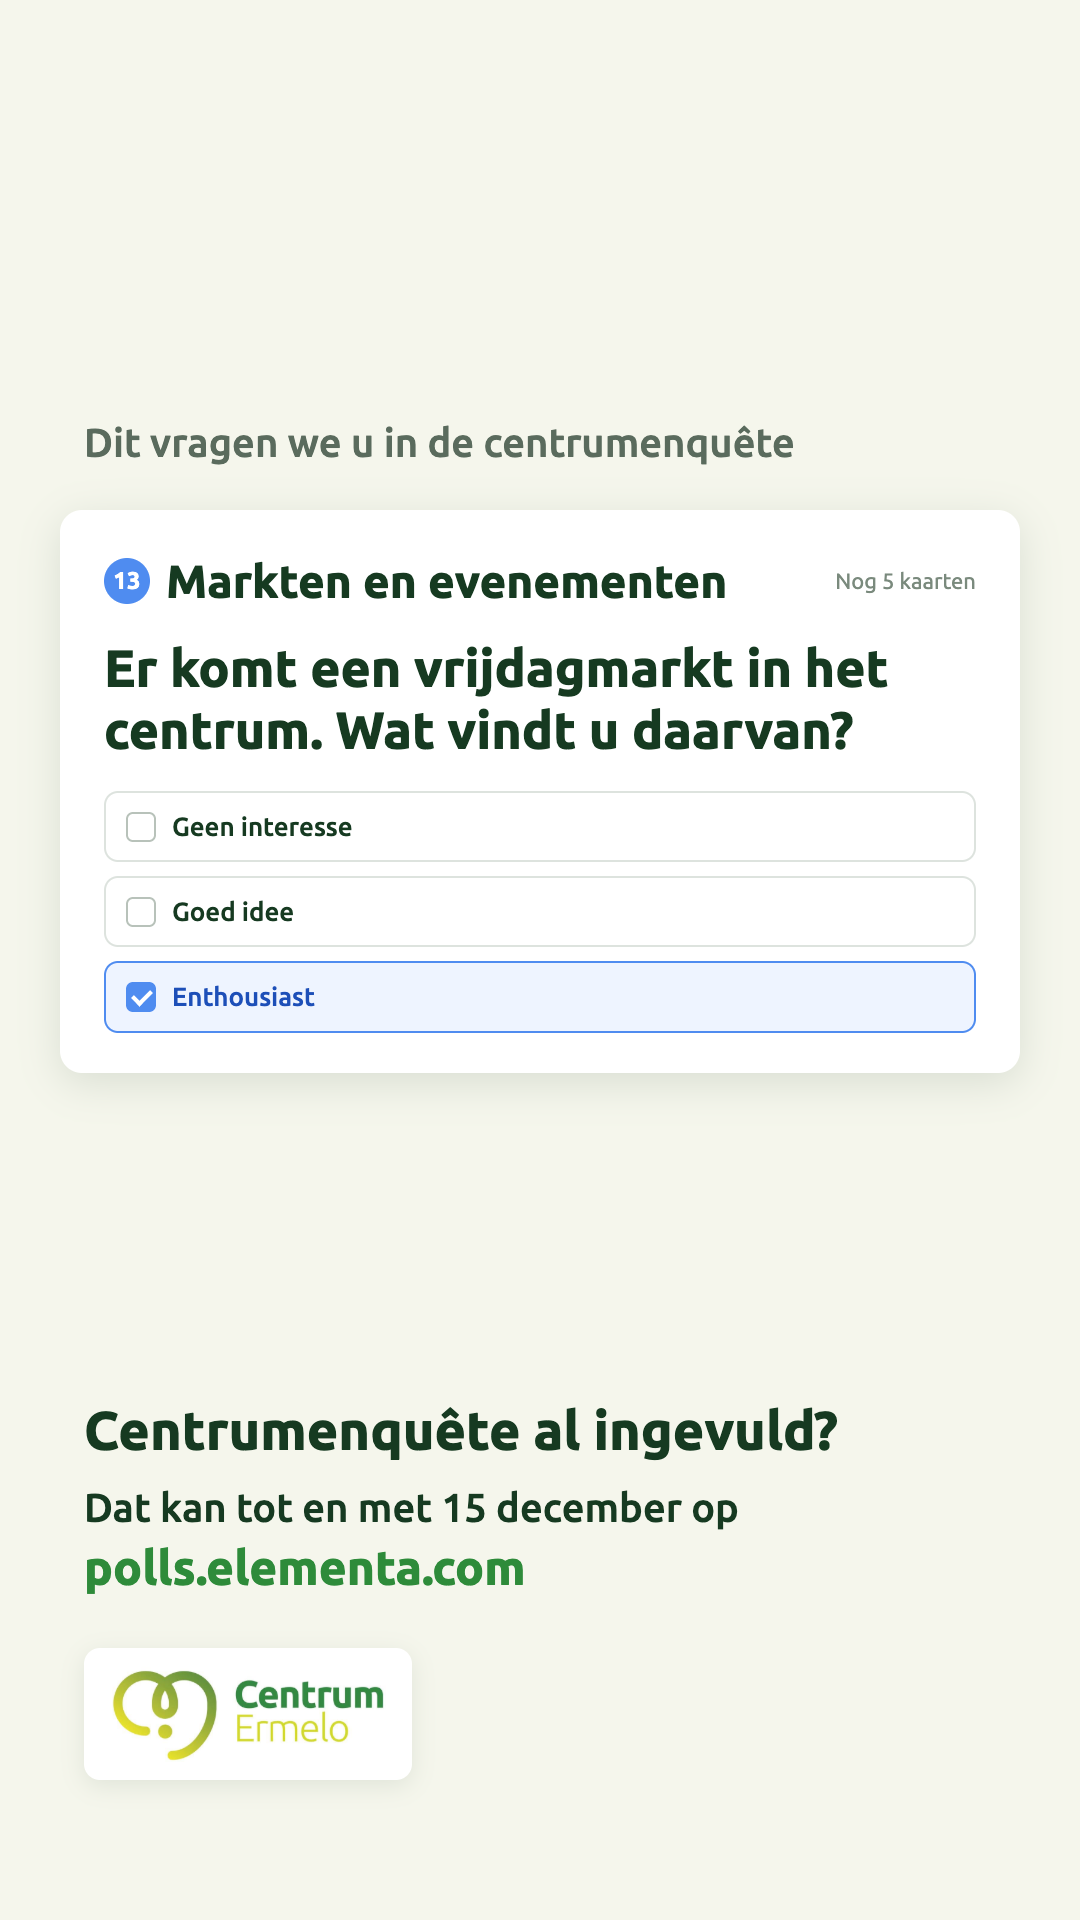 Dit vragen we u in de centrumenquête
13 Markten en evenementen Nog 5 kaarten
Er komt een vrijdagmarkt in het
centrum. Wat vindt u daarvan?
Geen interesse
Goed idee
Enthousiast
Centrumenquête al ingevuld?
Dat kan tot en met 15 december op
polls.elementa.com
Centrum
Ermelo